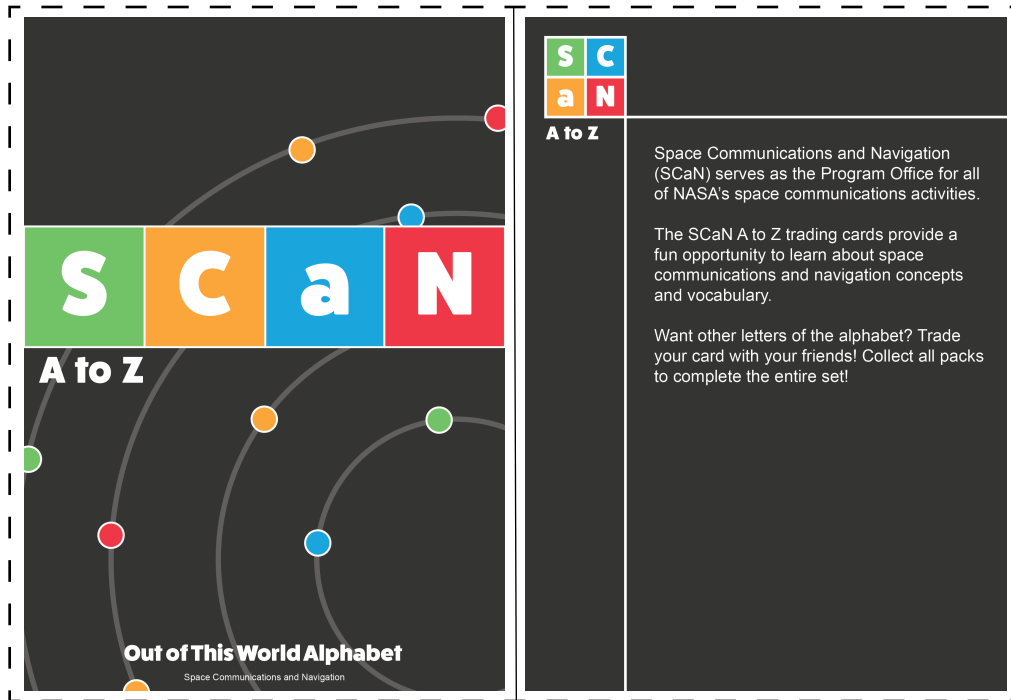 SCaN
A to Z
Out of This World Alphabet
Space Communications and Navigation
S C
a N
A to Z
Space Communications and Navigation
(SCaN) serves as the Program Office for all
of NASA's space communications activities.
The SCaN A to Z trading cards provide a
fun opportunity to learn about space
communications and navigation concepts
and vocabulary.
Want other letters of the alphabet? Trade
your card with your friends! Collect all packs
to complete the entire set!